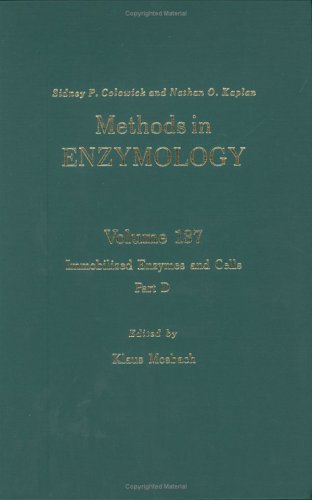 Sidney P. Colowick and Nathan O. Kaplan
Methods in
ENZYMOLOGY
Volume 137
Immobilized Enzymes and Cells
Part D
Edited by
Klaus Mosbach